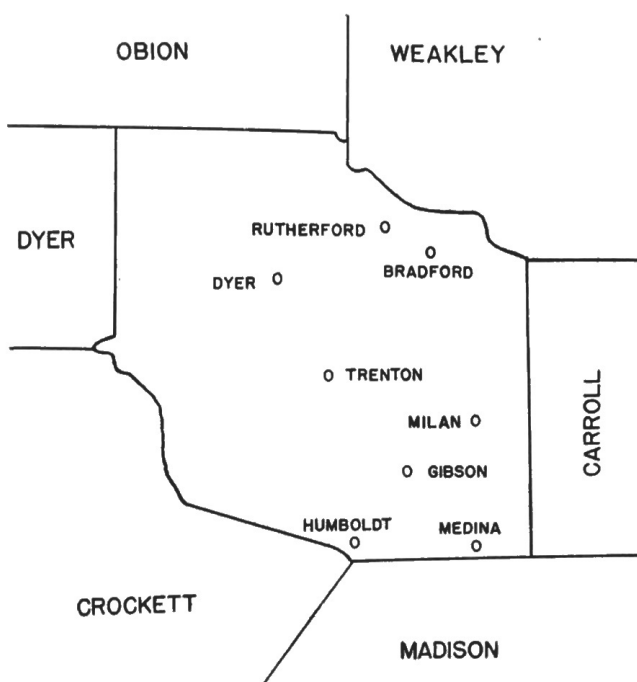 OBION
WEAKLEY
DYER
RUTHERFORD
BRADFORD
DYER
TRENTON
MILAN
CARROLL
GIBSON
HUMBOLDT
MEDINA
CROCKETT
MADISON